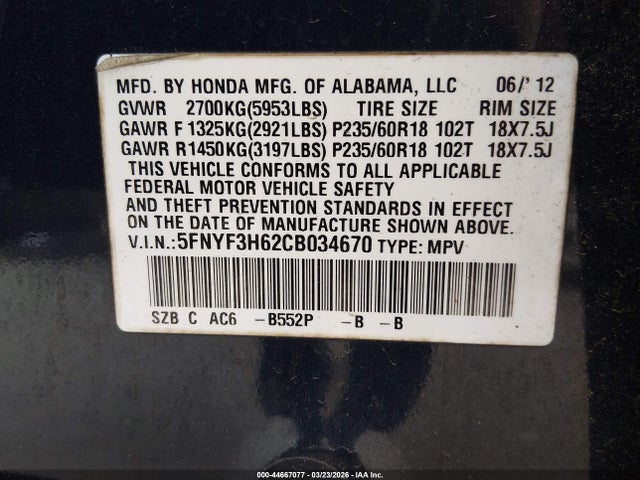 MFD. BY HONDA MFG. OF ALABAMA, LLC 06/'12
GVWR 2700KG(5953LBS) TIRE SIZE RIM SIZE
GAWR F 1325KG(2921LBS) P235/60R18 102T 18X7.5J
GAWR R1450KG(3197LBS) P235/60R18 102T 18X7.5J
THIS VEHICLE CONFORMS TO ALL APPLICABLE
FEDERAL MOTOR VEHICLE SAFETY
AND THEFT PREVENTION STANDARDS IN EFFECT
ON THE DATE OF MANUFACTURE SHOWN ABOVE.
V.I.N.:5FNYF3H62CB034670 TYPE: MPV
SZB C AC6 -B552P -B -B
000-44667077 — 03/23/2026 — IAA Inc.